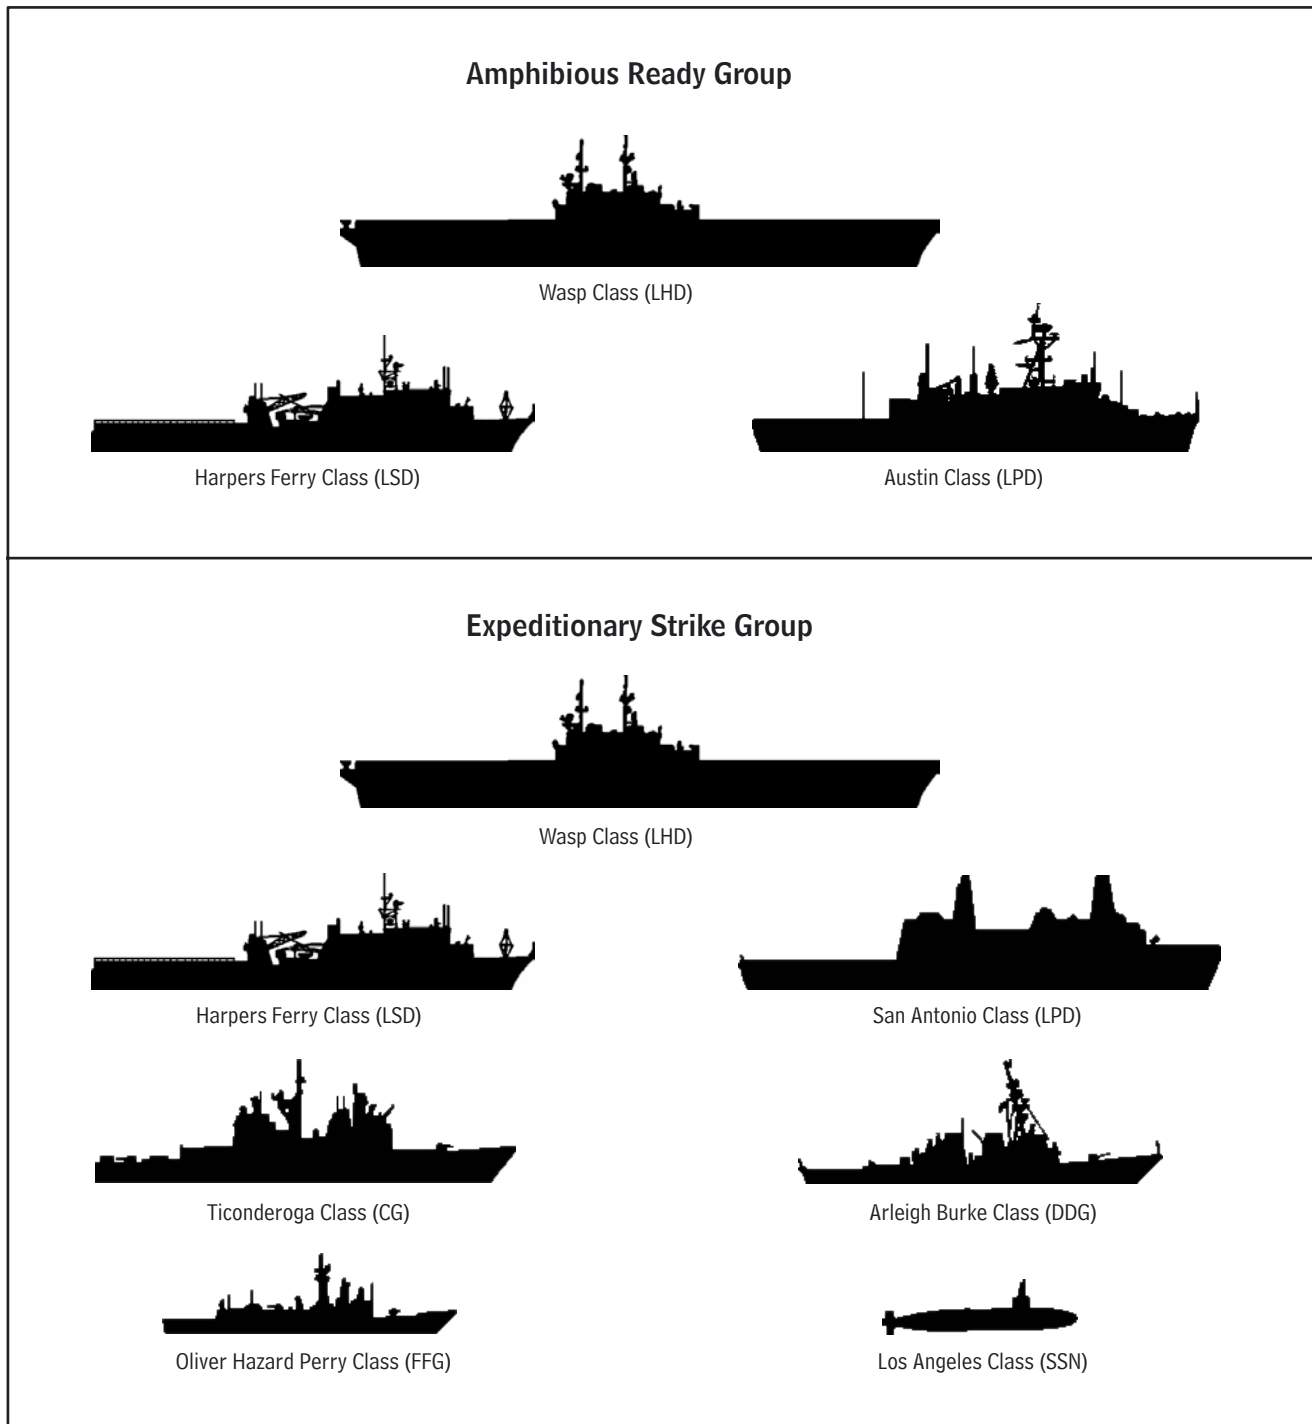 Amphibious Ready Group
Wasp Class (LHD)
Harpers Ferry Class (LSD)
Austin Class (LPD)
Expeditionary Strike Group
Wasp Class (LHD)
Harpers Ferry Class (LSD)
San Antonio Class (LPD)
Ticonderoga Class (CG)
Arleigh Burke Class (DDG)
Oliver Hazard Perry Class (FFG)
Los Angeles Class (SSN)